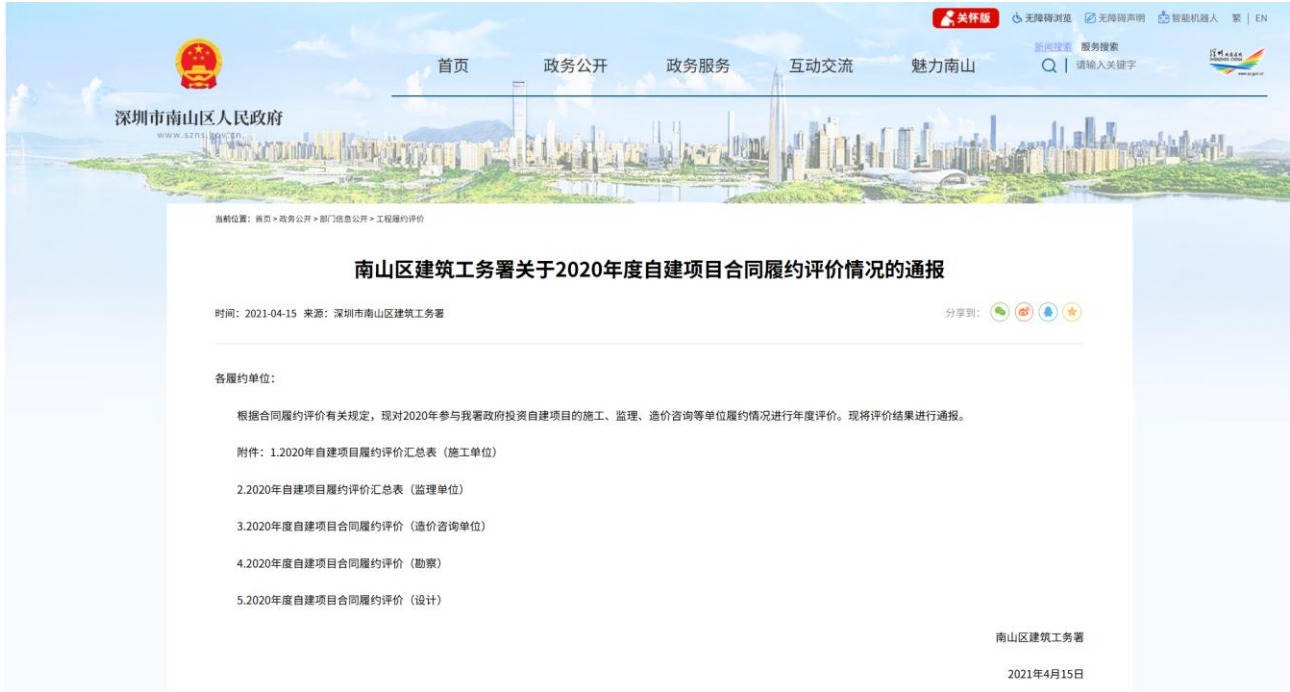 关怀版 无障碍浏览 无障碍声明 智能机器人 繁 | EN
新闻搜索 服务搜索
首页 政务公开 政务服务 互动交流 魅力南山 请输入关键字
深圳市南山区人民政府
www.szns.gov.cn
当前位置：首页 > 政务公开 > 部门信息公开 > 工程履约评价
南山区建筑工务署关于2020年度自建项目合同履约评价情况的通报
时间：2021-04-15 来源：深圳市南山区建筑工务署 分享到：
各履约单位：
根据合同履约评价有关规定，现对2020年参与我署政府投资自建项目的施工、监理、造价咨询等单位履约情况进行年度评价。现将评价结果进行通报。
附件：1.2020年自建项目履约评价汇总表（施工单位）
2.2020年自建项目履约评价汇总表（监理单位）
3.2020年度自建项目合同履约评价（造价咨询单位）
4.2020年度自建项目合同履约评价（勘察）
5.2020年度自建项目合同履约评价（设计）
南山区建筑工务署
2021年4月15日